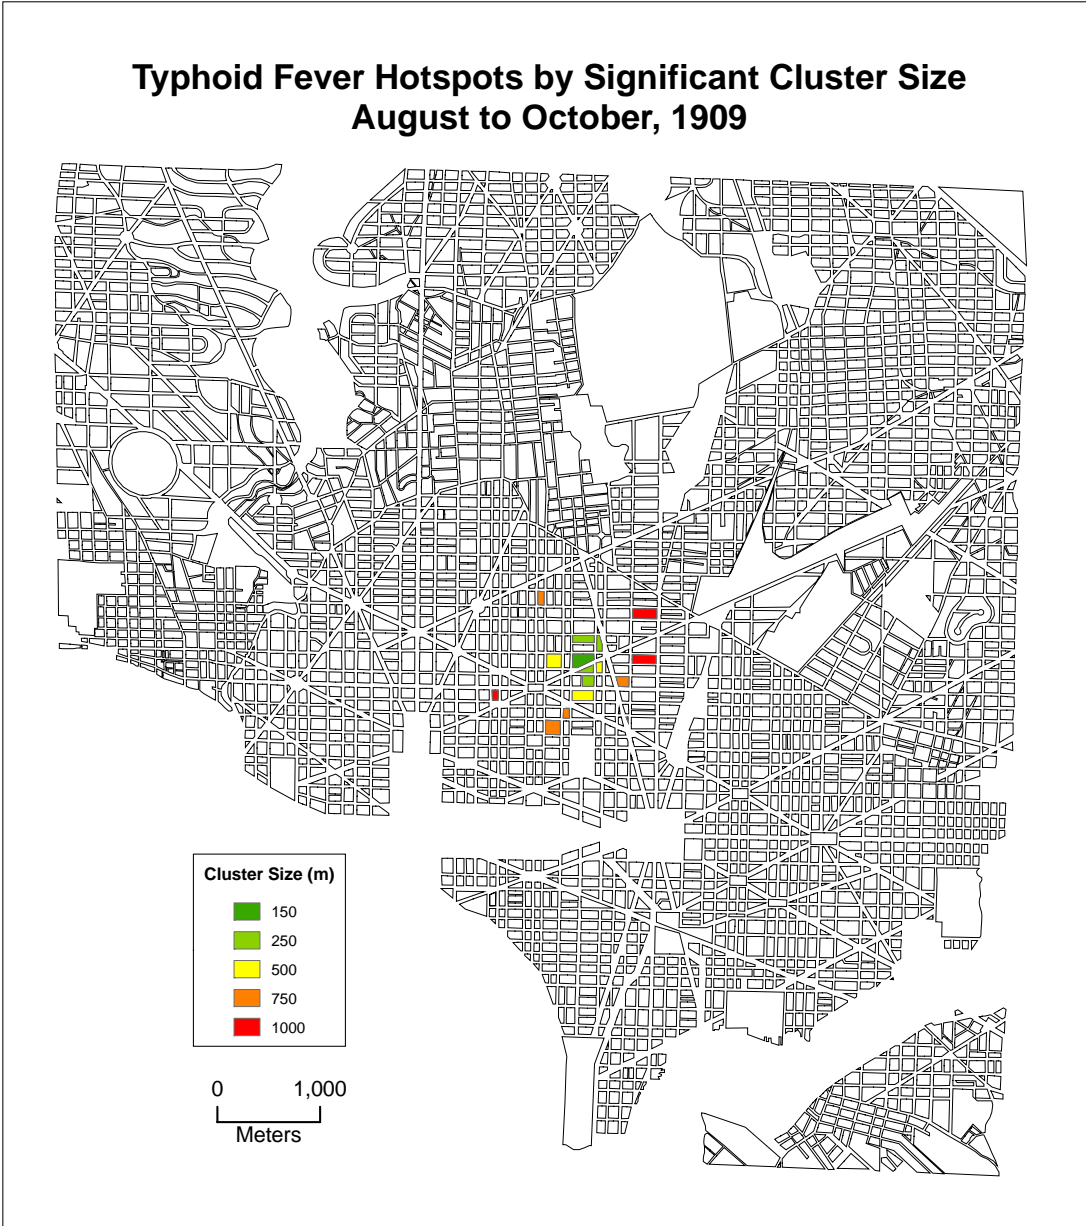 Typhoid Fever Hotspots by Significant Cluster Size
August to October, 1909
Cluster Size (m)
150
250
500
750
1000
0 1,000
Meters